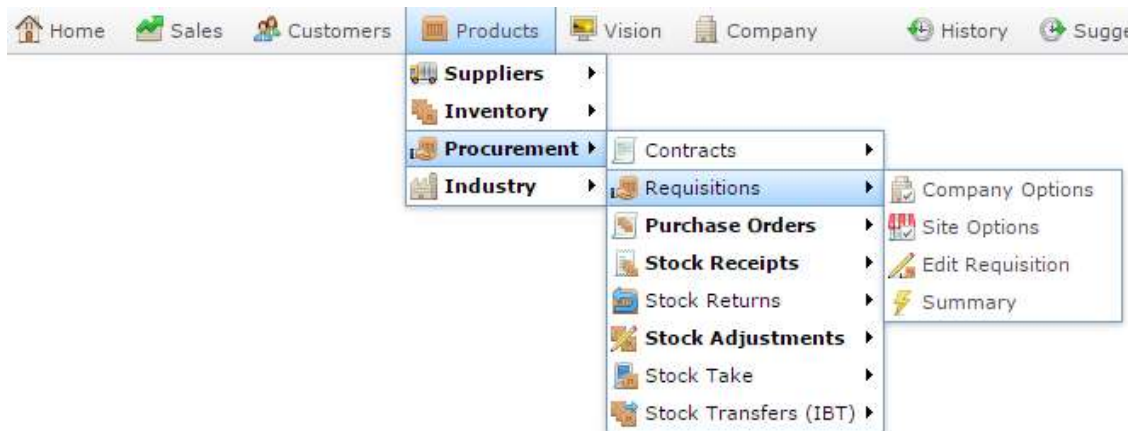 Home Sales Customers Products Vision Company History Sugge
Suppliers
Inventory
Procurement
Industry
Contracts
Requisitions
Purchase Orders
Stock Receipts
Stock Returns
Stock Adjustments
Stock Take
Stock Transfers (IBT)
Company Options
Site Options
Edit Requisition
Summary